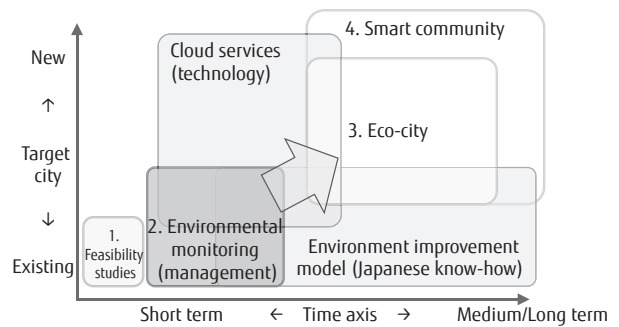 4. Smart community
Cloud services
(technology)
New
↑
Target
city
↓
Existing
3. Eco-city
1.
Feasibility
studies
2. Environmental
monitoring
(management)
Environment improvement
model (Japanese know-how)
Short term ← Time axis → Medium/Long term